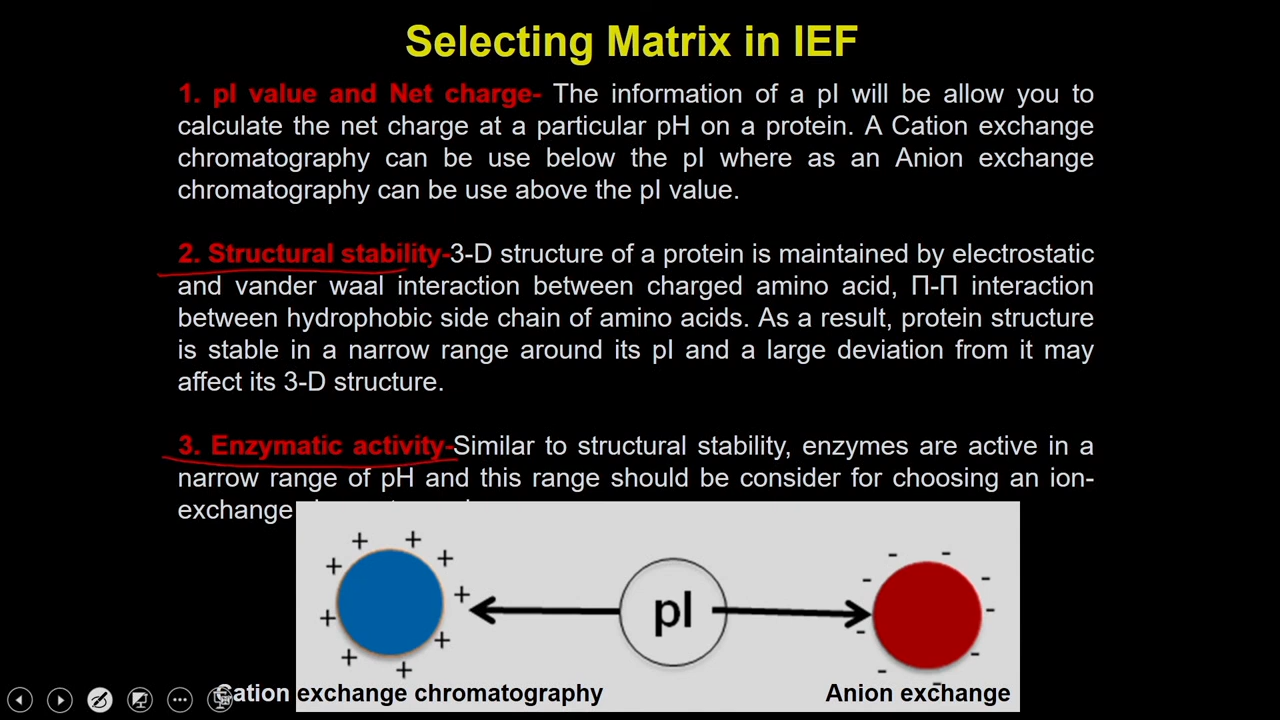 Selecting Matrix in IEF
1. pI value and Net charge- The information of a pI will be allow you to
calculate the net charge at a particular pH on a protein. A Cation exchange
chromatography can be use below the pI where as an Anion exchange
chromatography can be use above the pI value.
2. Structural stability-3-D structure of a protein is maintained by electrostatic
and vander waal interaction between charged amino acid, Π-Π interaction
between hydrophobic side chain of amino acids. As a result, protein structure
is stable in a narrow range around its pI and a large deviation from it may
affect its 3-D structure.
3. Enzymatic activity-Similar to structural stability, enzymes are active in a
narrow range of pH and this range should be consider for choosing an ion-
exchange
+ + + + + + + + + +
pI
- - - - - - - - - -
Cation exchange chromatography
Anion exchange